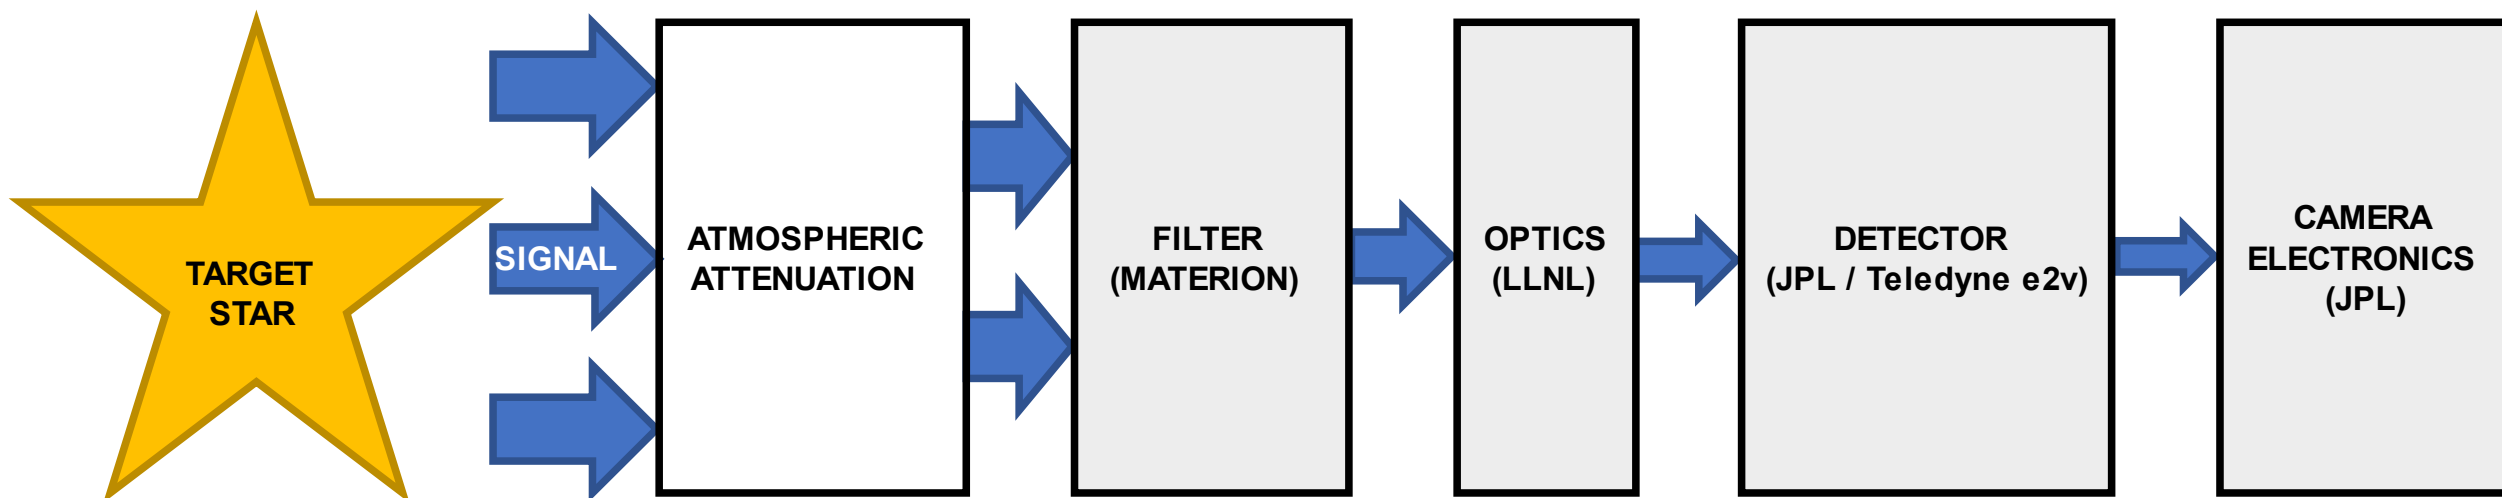 TARGET
STAR
SIGNAL
ATMOSPHERIC
ATTENUATION
FILTER
(MATERION)
OPTICS
(LLNL)
DETECTOR
(JPL / Teledyne e2v)
CAMERA
ELECTRONICS
(JPL)